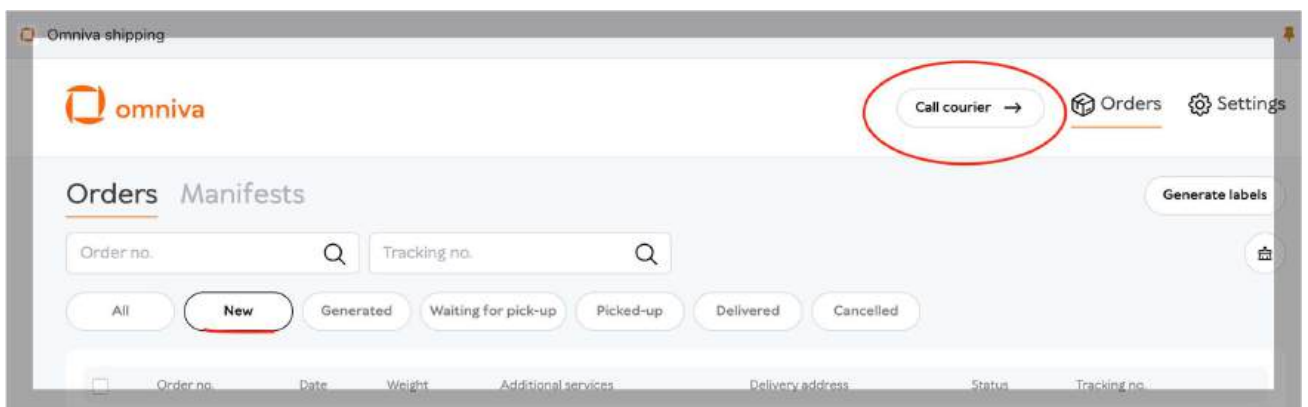 Omniva shipping
omniva
Call courier →
Orders
Settings
Orders Manifests
Generate labels
Order no.
Tracking no.
All
New
Generated
Waiting for pick-up
Picked-up
Delivered
Cancelled
Order no. Date Weight Additional services Delivery address Status Tracking no.